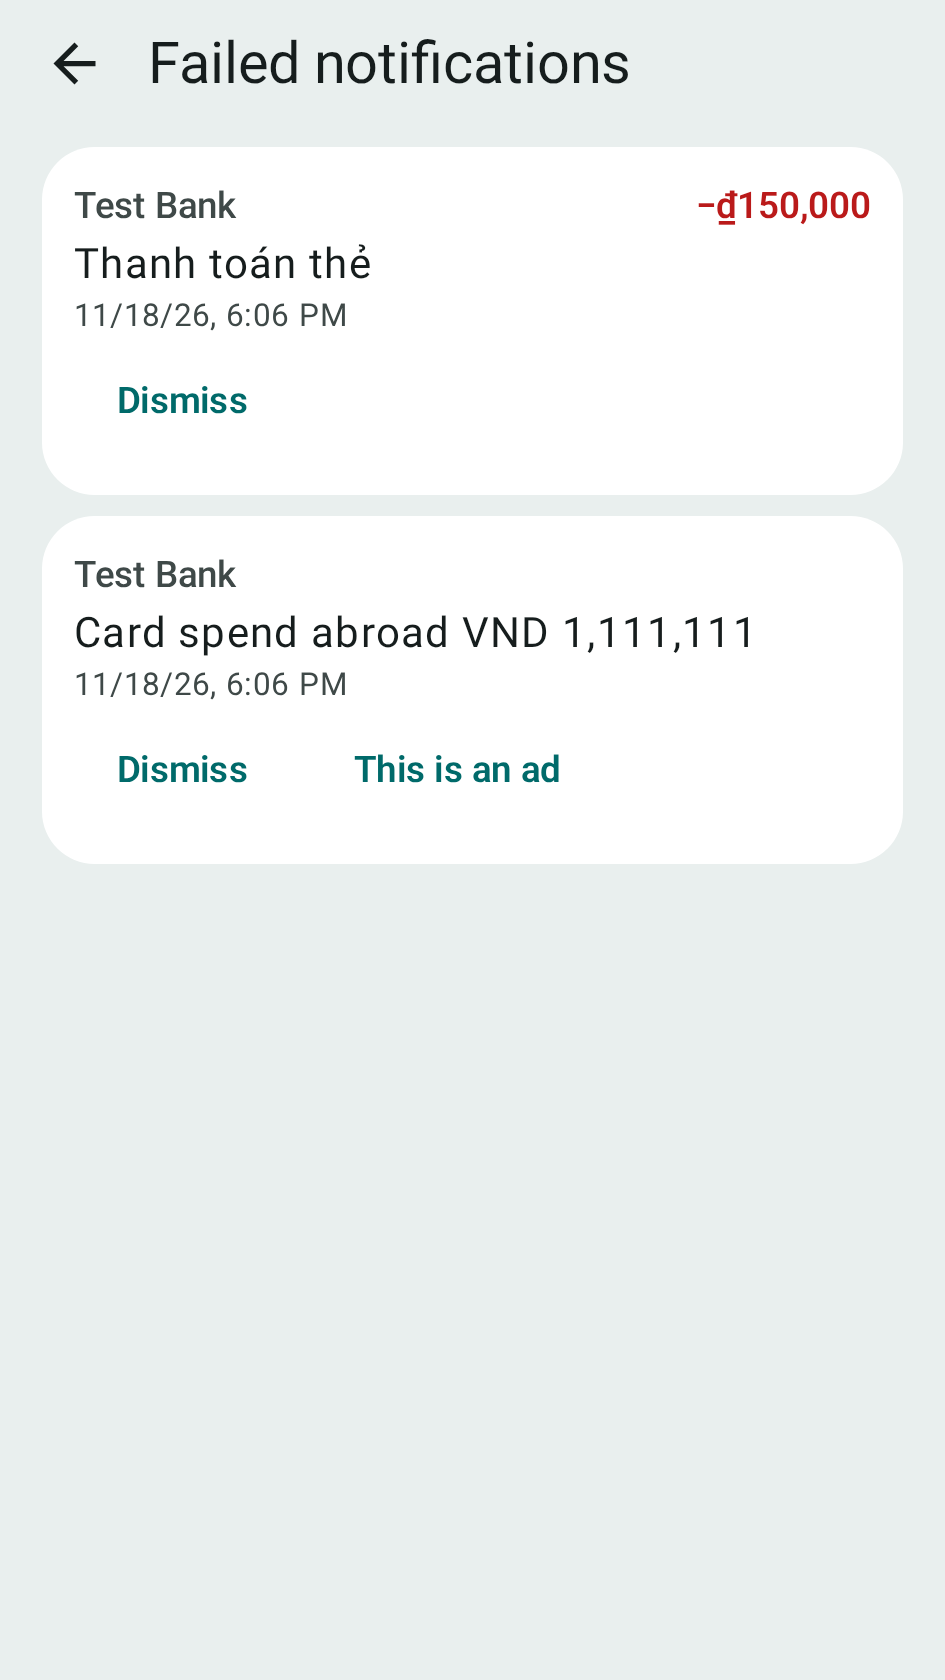 Failed notifications
Test Bank −₫150,000
Thanh toán thẻ
11/18/26, 6:06 PM
Dismiss
Test Bank
Card spend abroad VND 1,111,111
11/18/26, 6:06 PM
Dismiss This is an ad